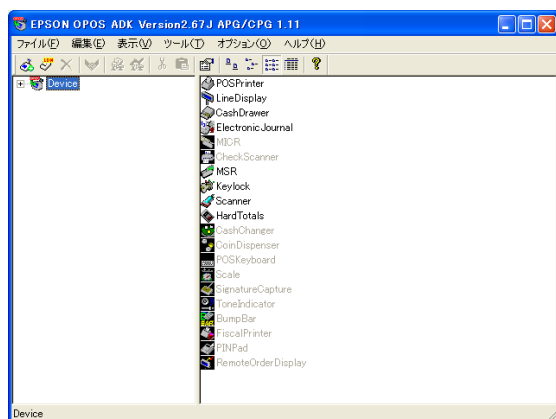 EPSON OPOS ADK Version2.67J APG/CPG 1.11
ファイル(F) 編集(E) 表示(V) ツール(T) オプション(O) ヘルプ(H)
Device
POSPrinter
LineDisplay
CashDrawer
ElectronicJournal
MICR
CheckScanner
MSR
Keylock
Scanner
HardTotals
CashChanger
CoinDispenser
POSKeyboard
Scale
SignatureCapture
ToneIndicator
BumpBar
FiscalPrinter
PINPad
RemoteOrderDisplay
Device